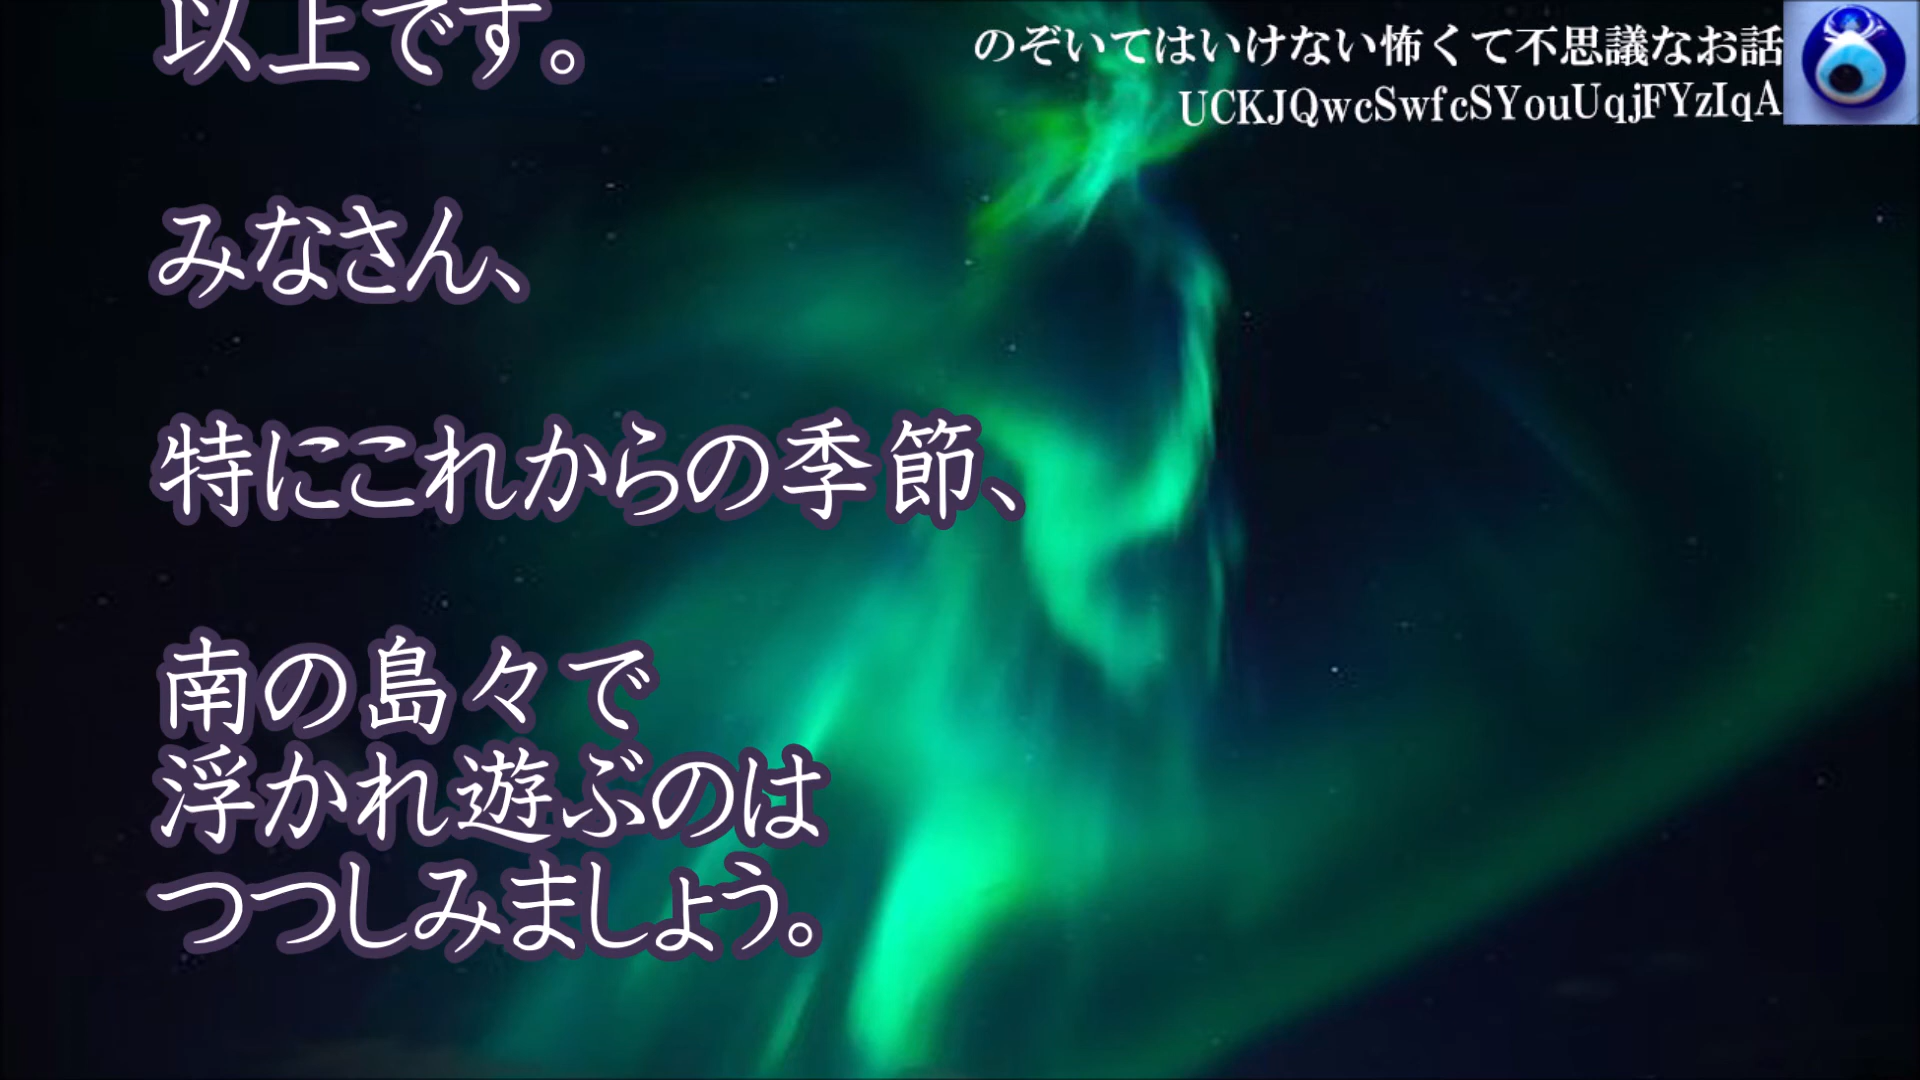 以上です。
のぞいてはいけない怖くて不思議なお話
UCKJQwcSwfcSYouUqjFYzIqA
みなさん、
特にこれからの季節、
南の島々で
浮かれ遊ぶのは
つつしみましょう。